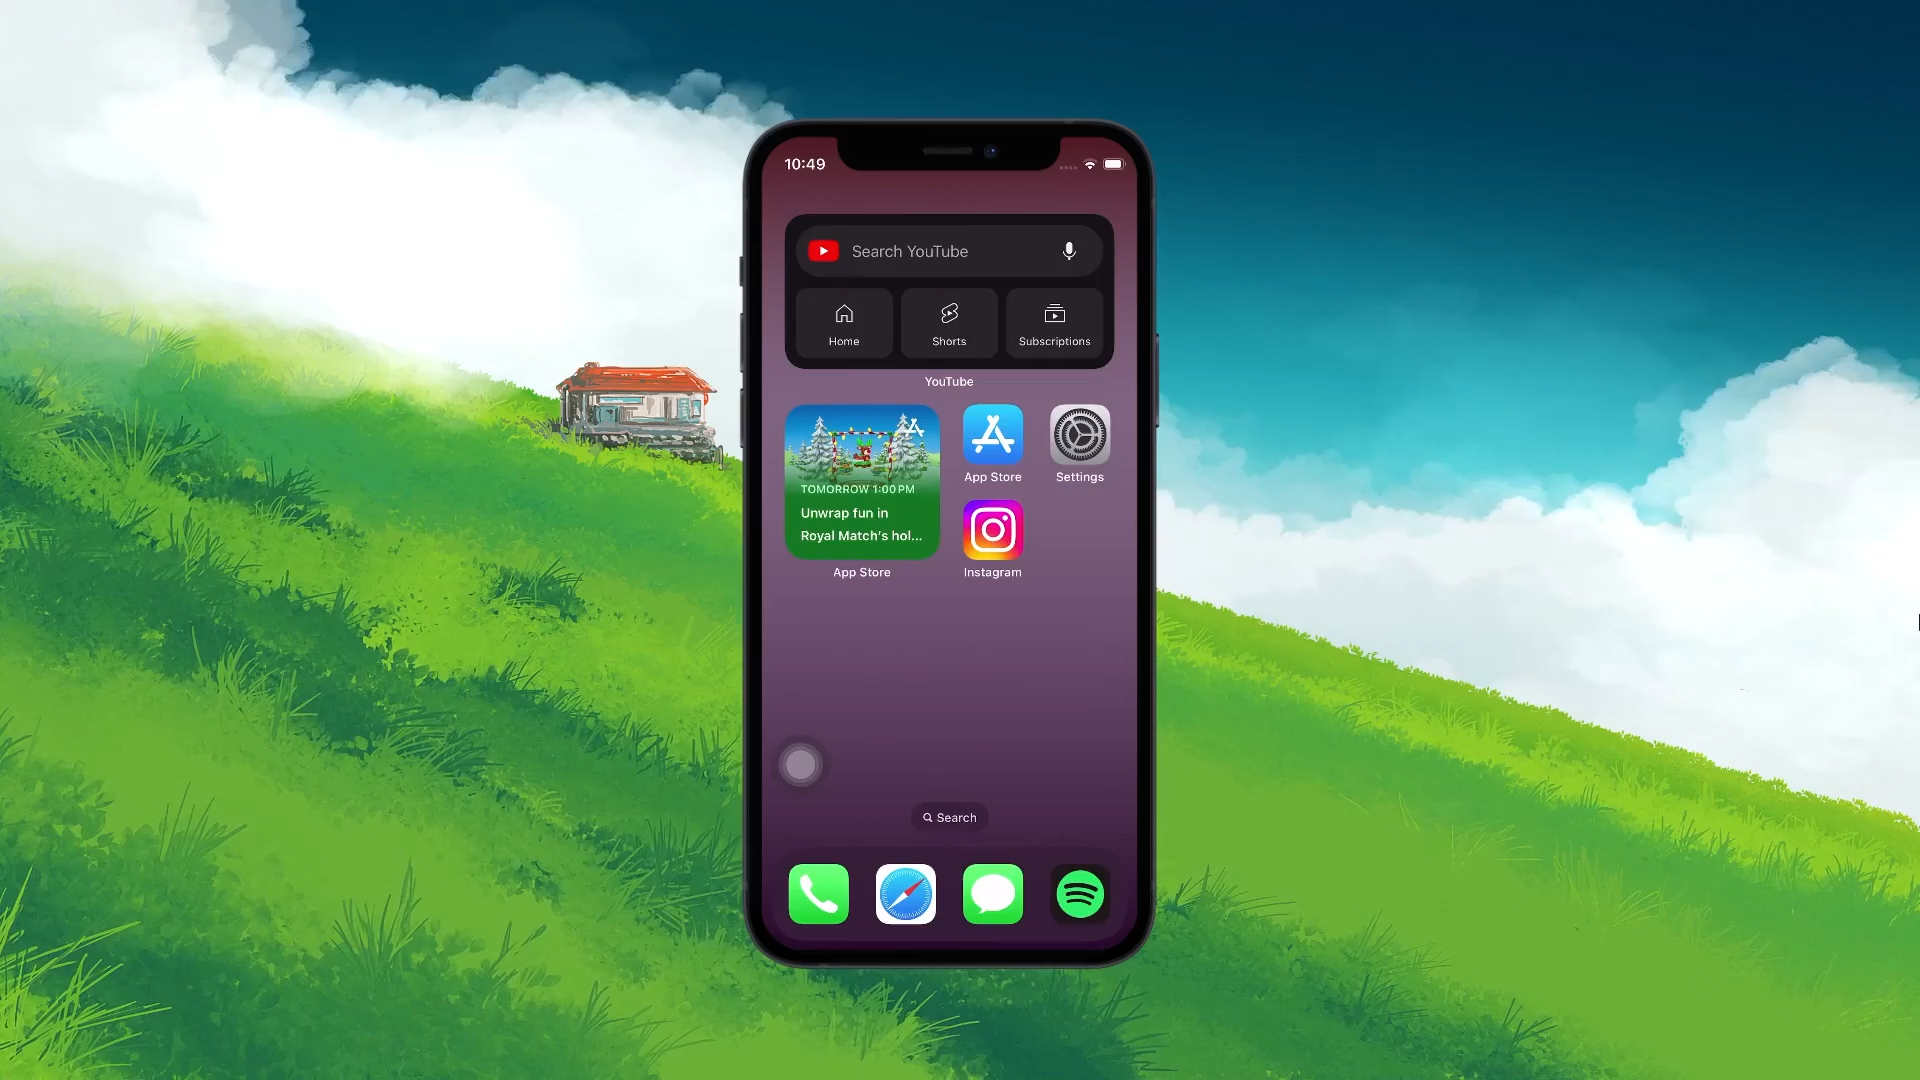 10:49
Search YouTube
Home
Shorts
Subscriptions
YouTube
TOMORROW 1:00 PM
Unwrap fun in
Royal Match's hol...
App Store
App Store
Settings
Instagram
Search